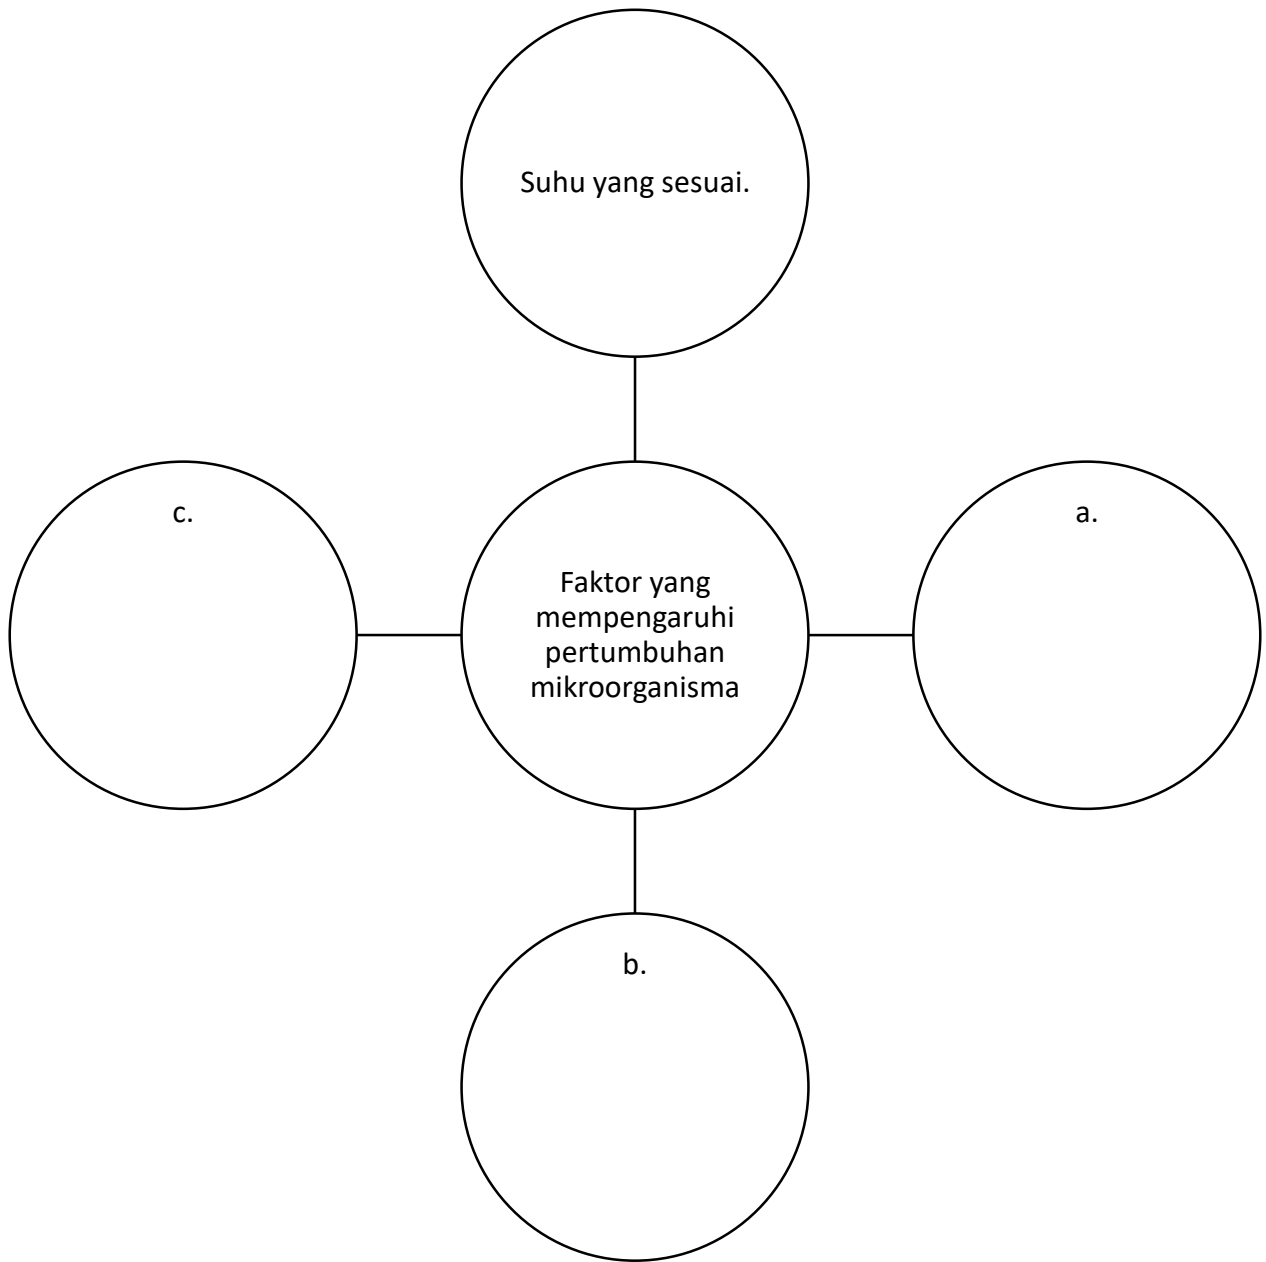 Suhu yang sesuai.
c.
a.
Faktor yang
mempengaruhi
pertumbuhan
mikroorganisma
b.